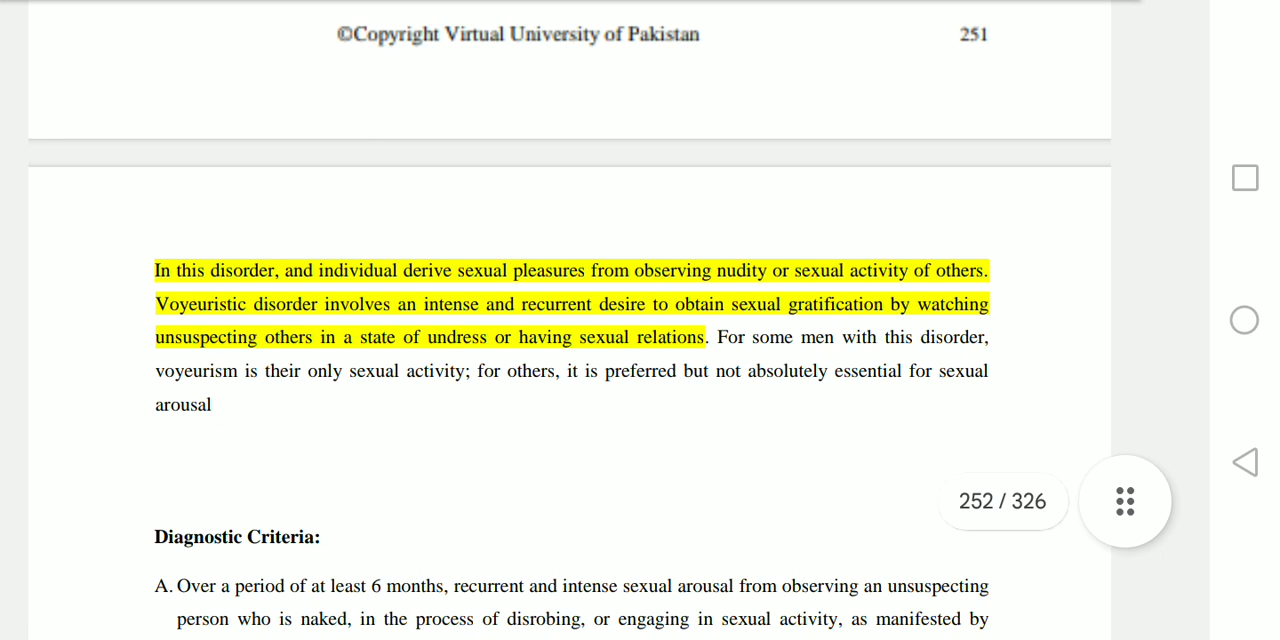 ©Copyright Virtual University of Pakistan 251
In this disorder, and individual derive sexual pleasures from observing nudity or sexual activity of others.
Voyeuristic disorder involves an intense and recurrent desire to obtain sexual gratification by watching
unsuspecting others in a state of undress or having sexual relations. For some men with this disorder,
voyeurism is their only sexual activity; for others, it is preferred but not absolutely essential for sexual
arousal
252 / 326
Diagnostic Criteria:
A. Over a period of at least 6 months, recurrent and intense sexual arousal from observing an unsuspecting
person who is naked, in the process of disrobing, or engaging in sexual activity, as manifested by